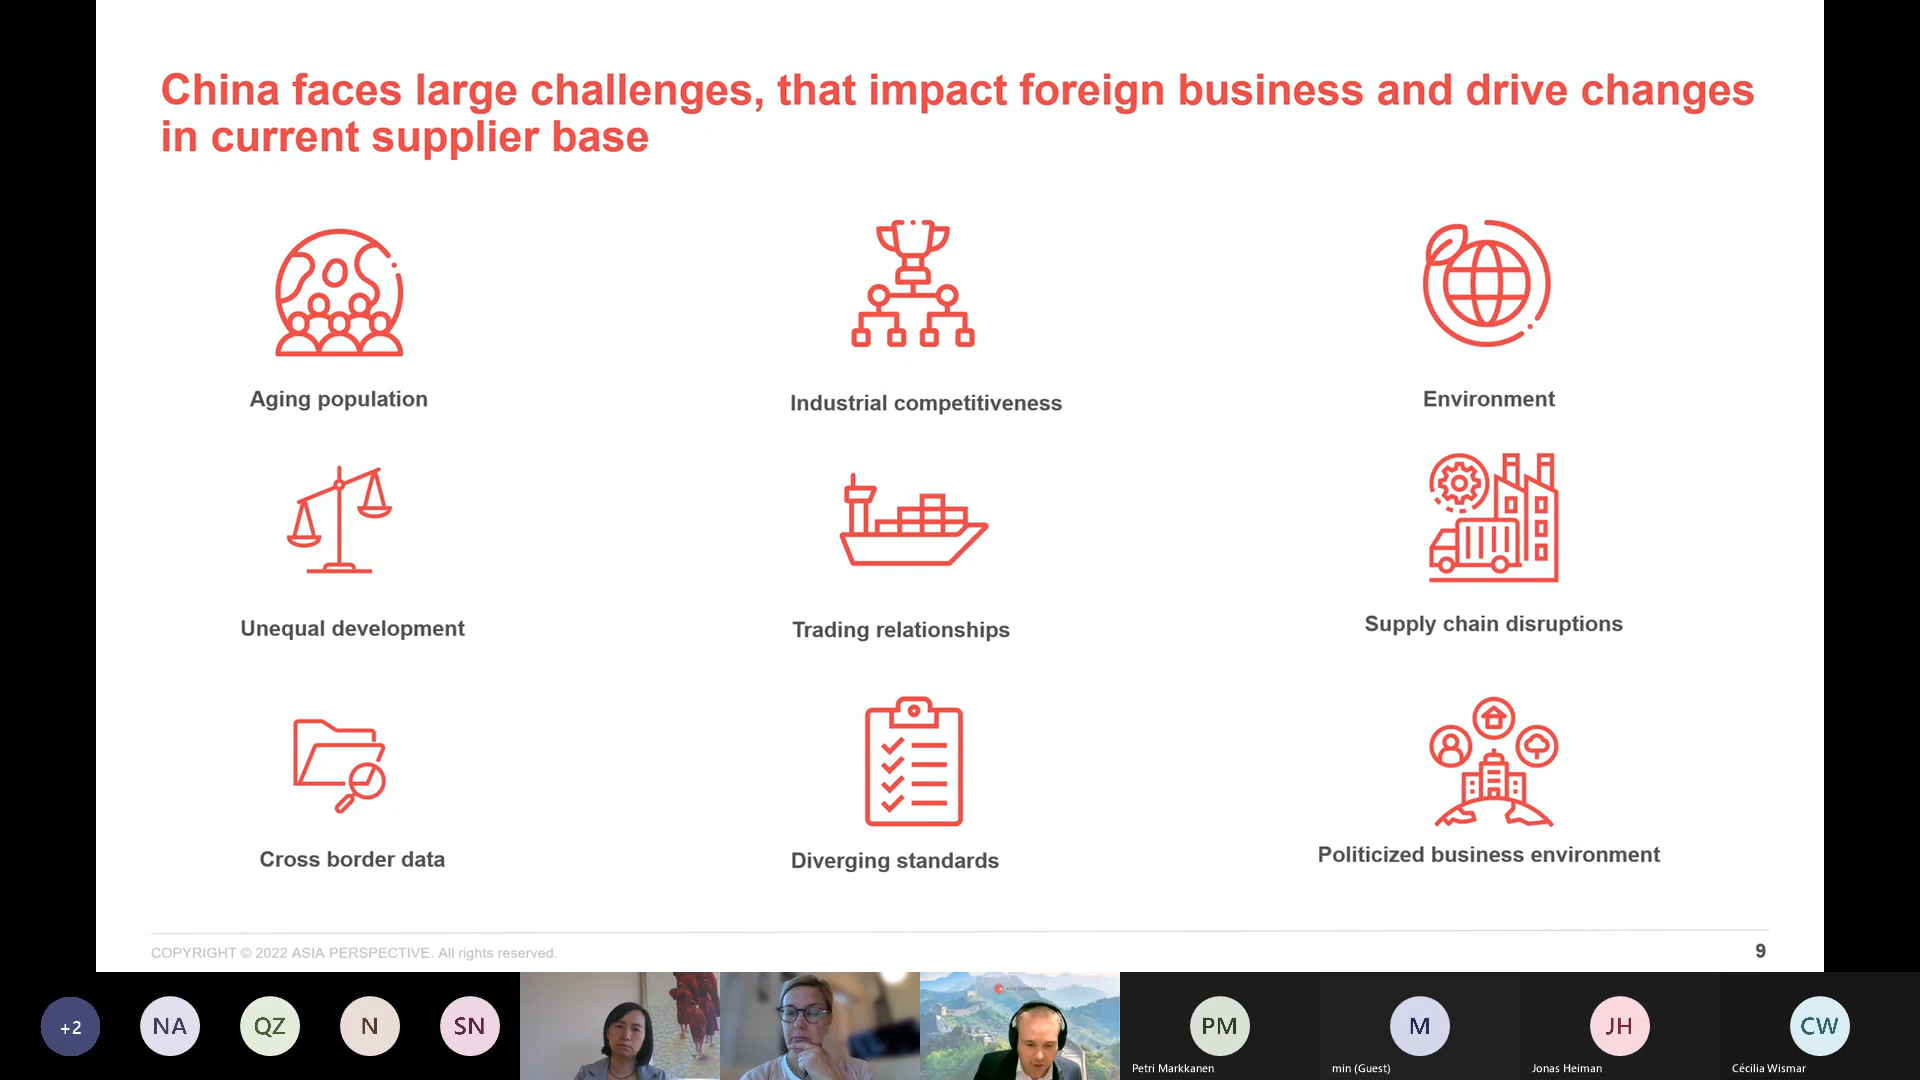 China faces large challenges, that impact foreign business and drive changes
in current supplier base
Aging population
Industrial competitiveness
Environment
Unequal development
Trading relationships
Supply chain disruptions
Cross border data
Diverging standards
Politicized business environment
COPYRIGHT © 2022 ASIA PERSPECTIVE. All rights reserved.
9
+2
NA
QZ
N
SN
ASIA PERSPECTIVE
PM
Petri Markkanen
M
min (Guest)
JH
Jonas Heiman
CW
Cécilia Wismar